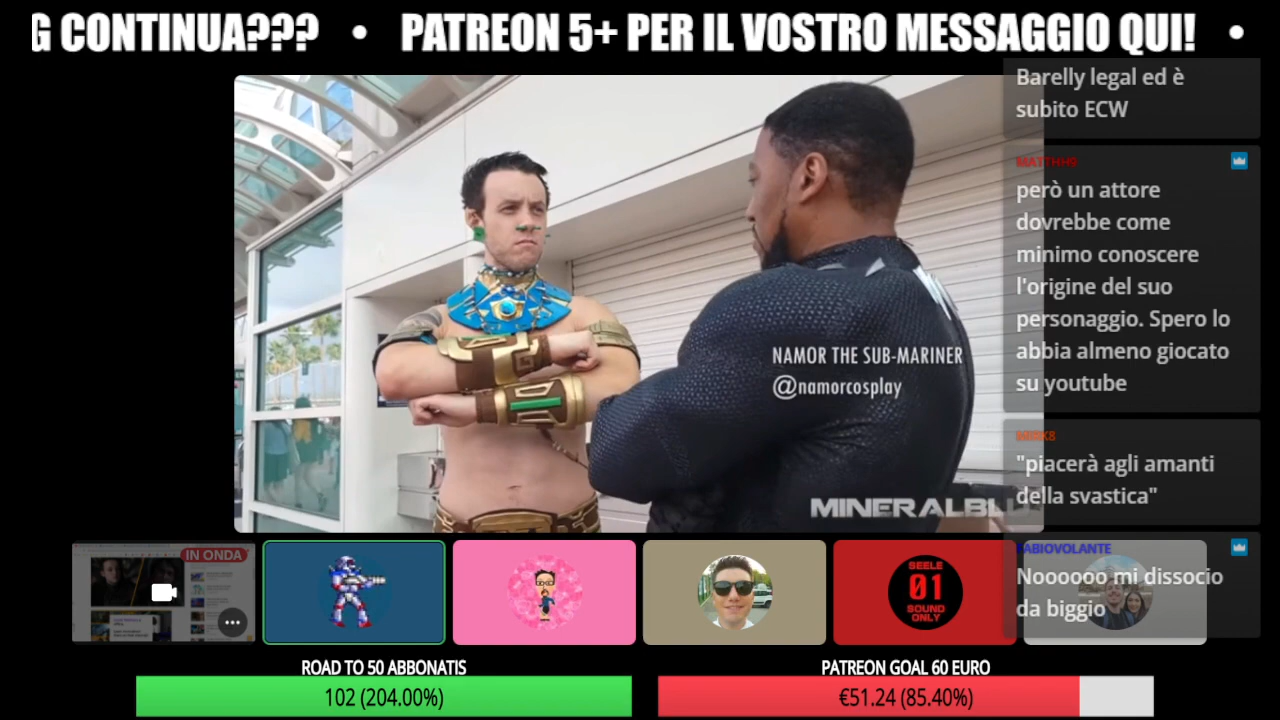 G CONTINUA??? • PATREON 5+ PER IL VOSTRO MESSAGGIO QUI! •
Barelly legal ed è
subito ECW
MATTHH9
però un attore
dovrebbe come
minimo conoscere
l'origine del suo
personaggio. Spero lo
abbia almeno giocato
su youtube
NAMOR THE SUB-MARINER
@namorcosplay
"piacerà agli amanti
della svastica"
MINERALBLU
IN ONDA
SEELE
01
SOUND
ONLY
FABIOVOLANTE
Noooooo mi dissocio
da biggio
ROAD TO 50 ABBONATIS
102 (204.00%)
PATREON GOAL 60 EURO
€51.24 (85.40%)